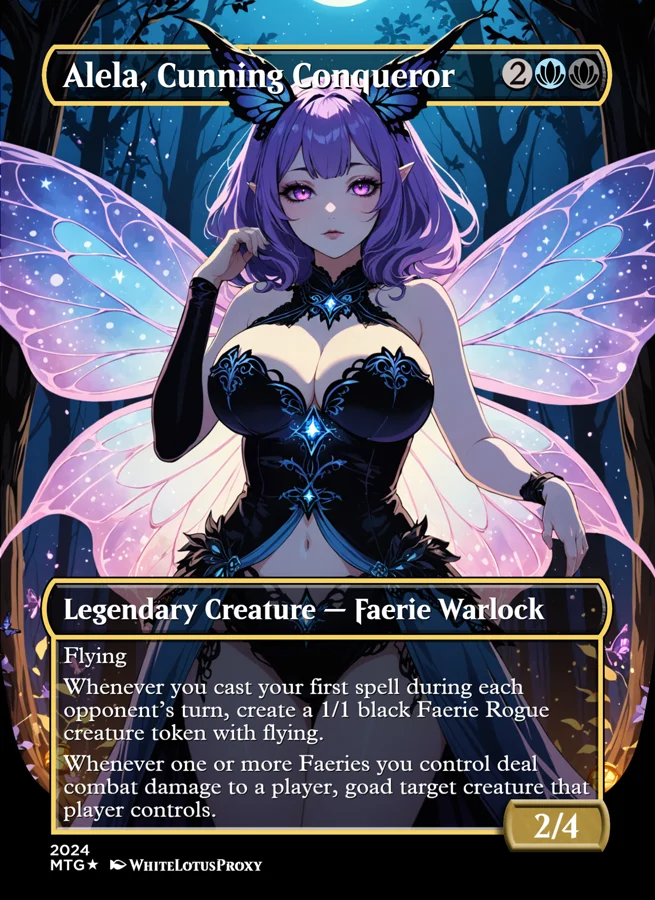 Alela, Cunning Conqueror 2
Legendary Creature — Faerie Warlock
Flying
Whenever you cast your first spell during each
opponent's turn, create a 1/1 black Faerie Rogue
creature token with flying.
Whenever one or more Faeries you control deal
combat damage to a player, goad target creature that
player controls.
2/4
2024
MTG★ WhiteLotusProxy